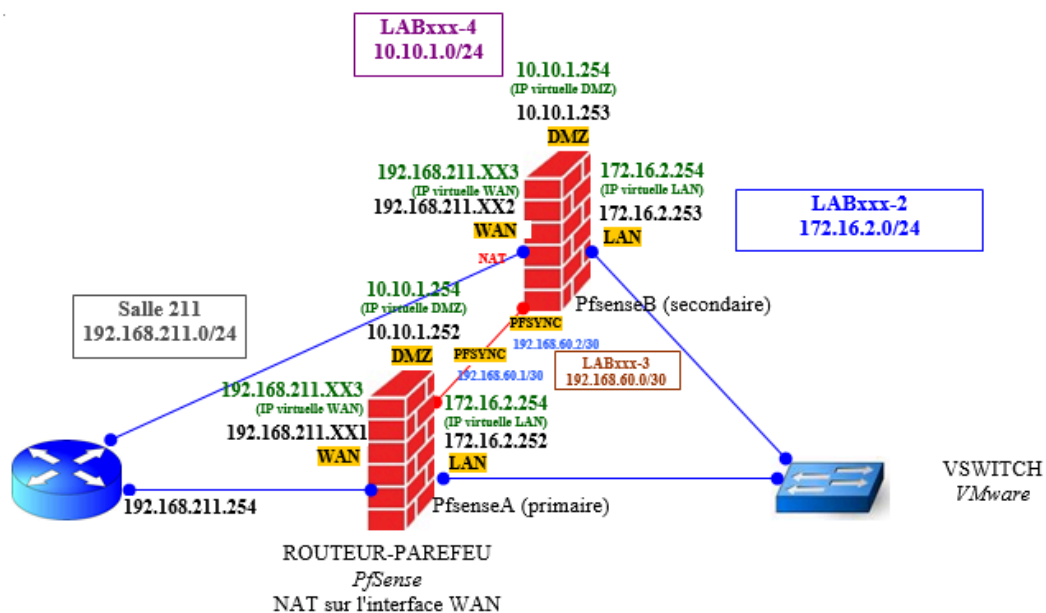 LABxxx-4
10.10.1.0/24
10.10.1.254
(IP virtuelle DMZ)
10.10.1.253
DMZ
192.168.211.XX3
(IP virtuelle WAN)
192.168.211.XX2
WAN
NAT
172.16.2.254
(IP virtuelle LAN)
172.16.2.253
LAN
LABxxx-2
172.16.2.0/24
Salle 211
192.168.211.0/24
10.10.1.254
(IP virtuelle DMZ)
10.10.1.252
DMZ
PfsenseB (secondaire)
PFSYNC
192.168.60.2/30
PFSYNC
192.168.60.1/30
LABxxx-3
192.168.60.0/30
192.168.211.XX3
(IP virtuelle WAN)
192.168.211.XX1
WAN
172.16.2.254
(IP virtuelle LAN)
172.16.2.252
LAN
192.168.211.254
PfsenseA (primaire)
VSWITCH
VMware
ROUTEUR-PAREFEU
PfSense
NAT sur l'interface WAN